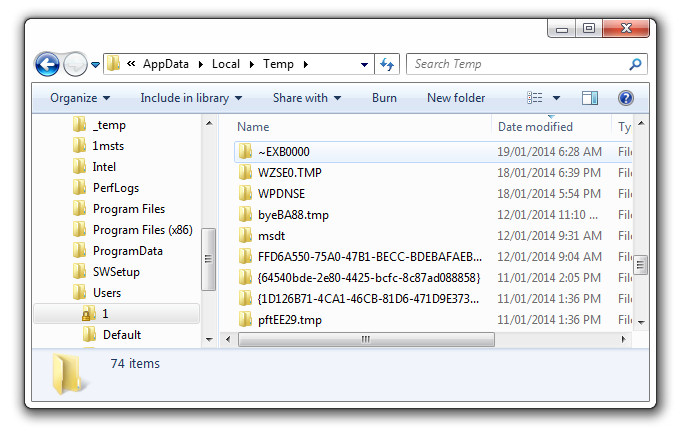 « AppData Local Temp Search Temp
Organize Include in library Share with Burn New folder
Name Date modified Ty
_temp
1msts
Intel
PerfLogs
Program Files
Program Files (x86)
ProgramData
SWSetup
Users
1
Default
~EXB0000 19/01/2014 6:28 AM File
WZSE0.TMP 18/01/2014 6:39 PM File
WPDNSE 18/01/2014 5:54 PM File
byeBA88.tmp 12/01/2014 11:10 ... File
msdt 12/01/2014 9:31 AM File
FFD6A550-75A0-47B1-BECC-BDEBAFAEB... 12/01/2014 9:04 AM File
{64540bde-2e80-4425-bcfc-8c87ad088858} 11/01/2014 2:05 PM File
{1D126B71-4CA1-46CB-81D6-471D9E373... 11/01/2014 1:36 PM File
pftEE29.tmp 11/01/2014 1:36 PM File
74 items